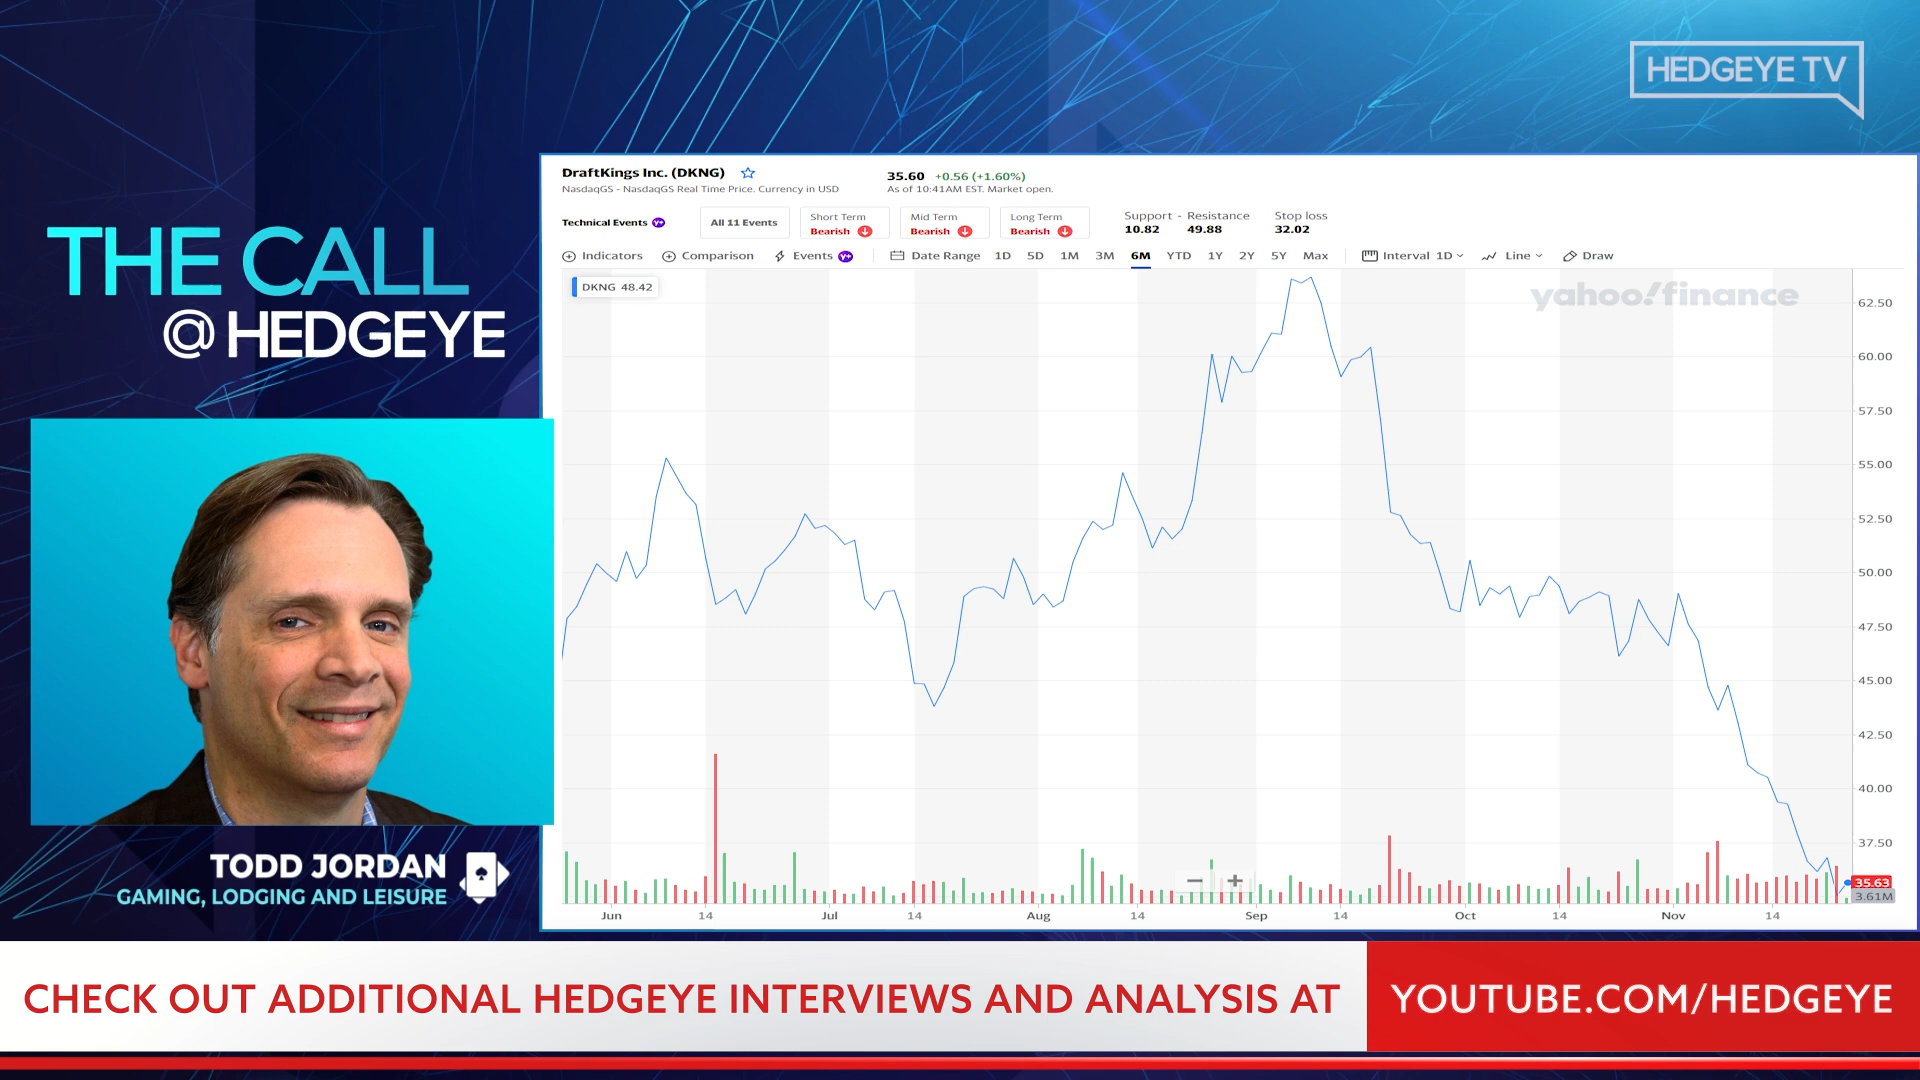 HEDGEYE TV
THE CALL
@ HEDGEYE
DraftKings Inc. (DKNG)
35.60 +0.56 (+1.60%)
NasdaqGS - NasdaqGS Real Time Price. Currency in USD
As of 10:41AM EST. Market open.
Technical Events Y+
All 11 Events
Short Term
Bearish
Mid Term
Bearish
Long Term
Bearish
Support - Resistance
10.82 49.88
Stop loss
32.02
Indicators Comparison Events Y+ Date Range 1D 5D 1M 3M 6M YTD 1Y 2Y 5Y Max Interval 1D Line Draw
DKNG 48.42
yahoo!finance
62.50
60.00
57.50
55.00
52.50
50.00
47.50
45.00
42.50
40.00
37.50
35.63
3.61M
Jun 14 Jul 14 Aug 14 Sep 14 Oct 14 Nov 14
TODD JORDAN
GAMING, LODGING AND LEISURE
CHECK OUT ADDITIONAL HEDGEYE INTERVIEWS AND ANALYSIS AT
YOUTUBE.COM/HEDGEYE